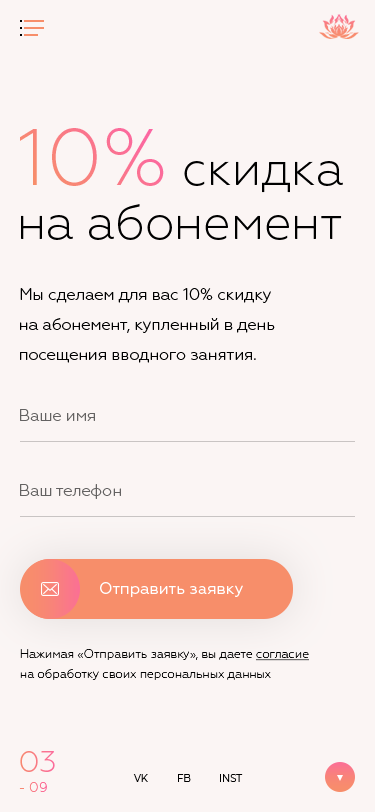 10% скидка
на абонемент
Мы сделаем для вас 10% скидку
на абонемент, купленный в день
посещения вводного занятия.
Ваше имя
Ваш телефон
Отправить заявку
Нажимая «Отправить заявку», вы даете согласие
на обработку своих персональных данных
03
- 09
VK FB INST